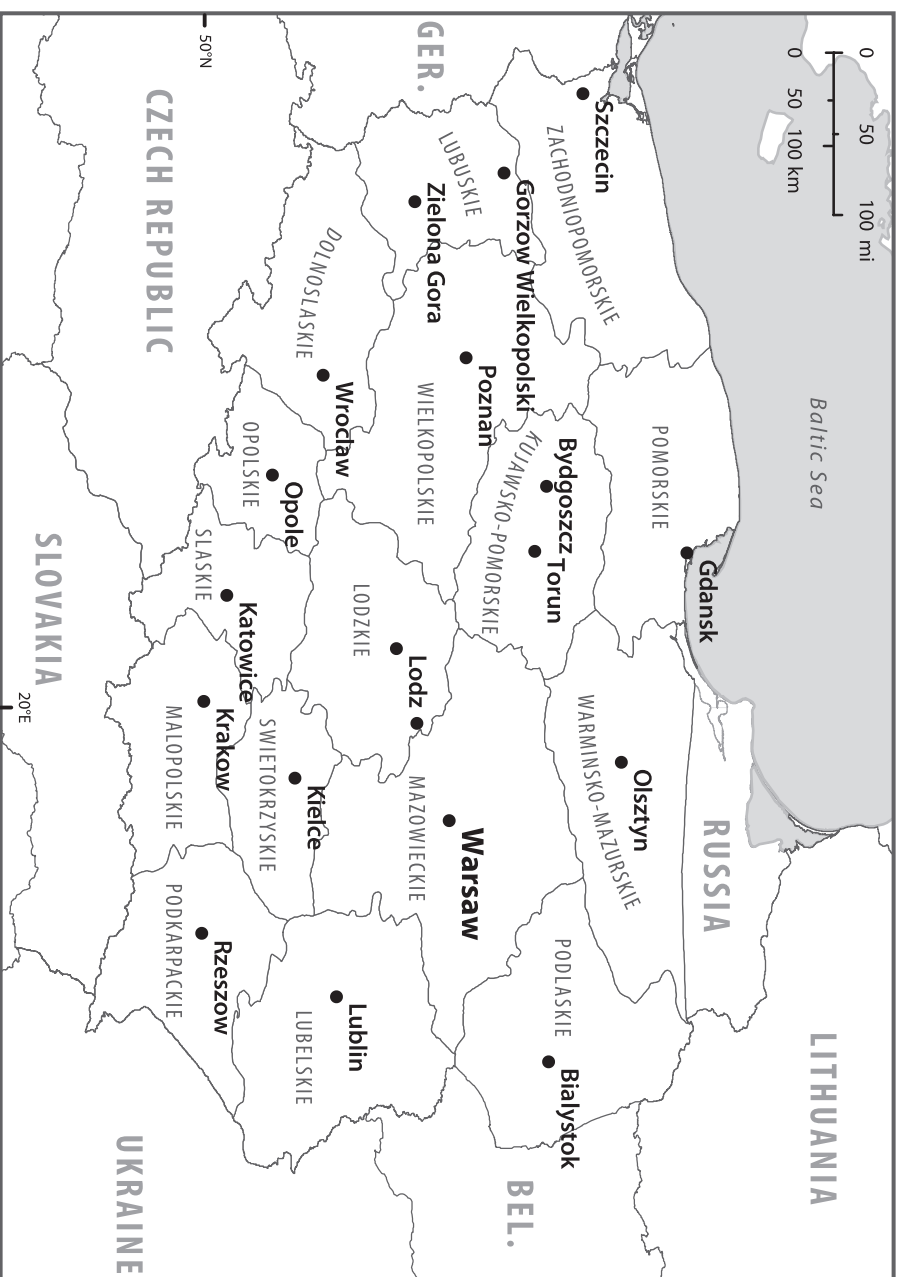 0 50 100 mi
0 50 100 km
Baltic Sea
LITHUANIA
RUSSIA
Gdansk
POMORSKIE
Szczecin
ZACHODNIOPOMORSKIE
Olsztyn
WARMINSKO-MAZURSKIE
Bydgoszcz
Torun
KUJAWSKO-POMORSKIE
PODLASKIE
Bialystok
Gorzow Wielkopolski
BEL.
GER.
LUBUSKIE
Zielona Gora
Poznan
WIELKOPOLSKIE
Warsaw
MAZOWIECKIE
Lodz
LODZKIE
DOLNOSLASKIE
Wroclaw
Lublin
LUBELSKIE
Kielce
SWIETOKRZYSKIE
Opole
OPOLSKIE
50°N
CZECH REPUBLIC
SLASKIE
Katowice
Krakow
MALOPOLSKIE
Rzeszow
PODKARPACKIE
UKRAINE
SLOVAKIA
20°E